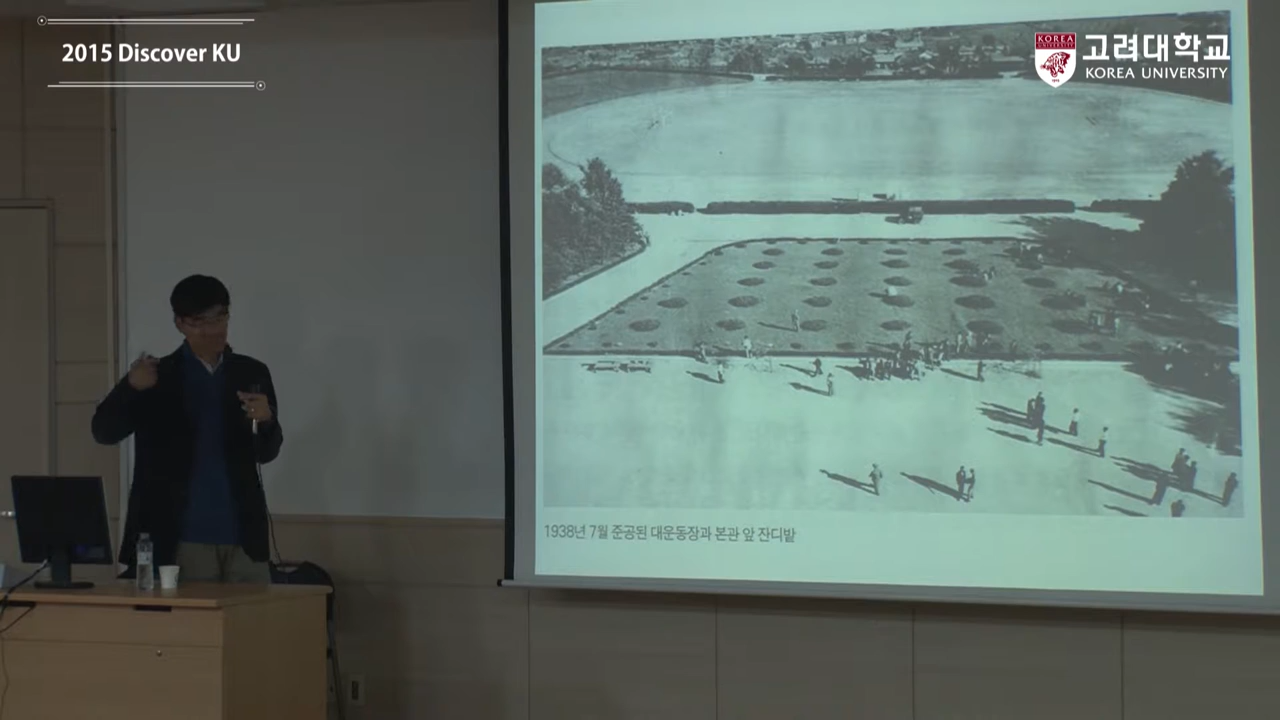 2015 Discover KU
KOREA
고려대학교
KOREA UNIVERSITY
1938년 7월 준공된 대운동장과 본관 앞 잔디밭